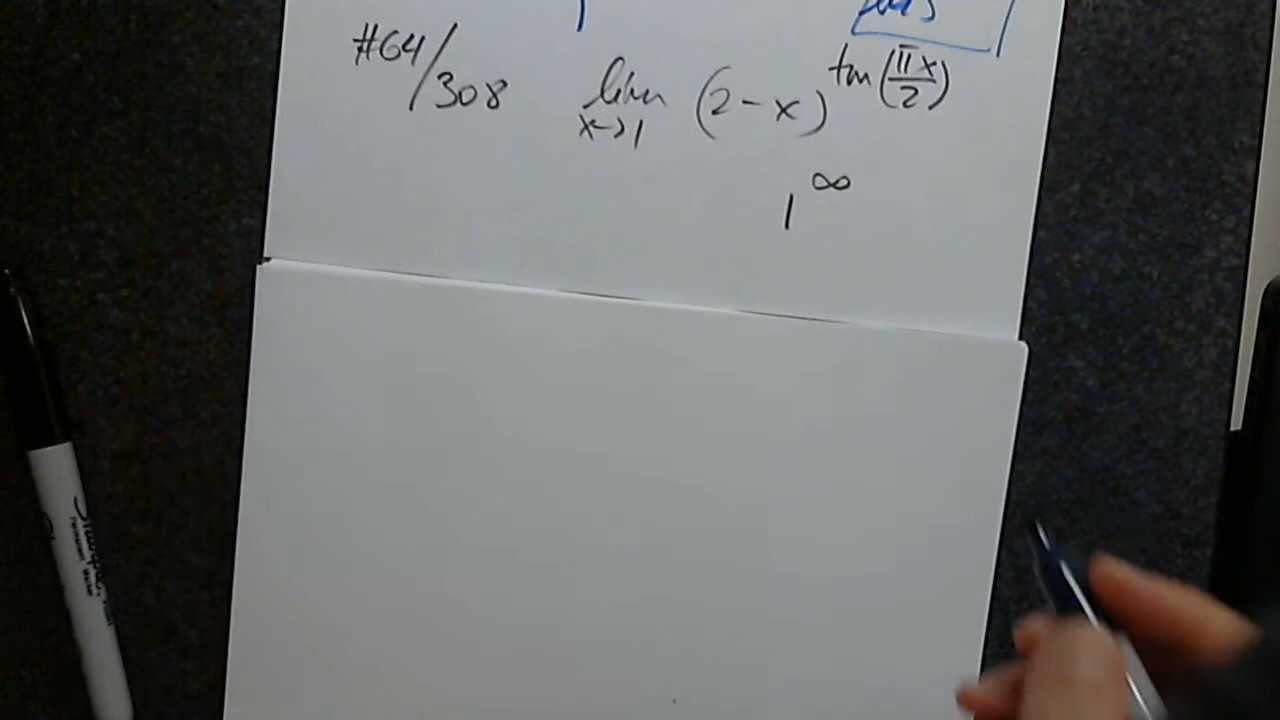 #64/308 lim x->1 (2-x)^tan(πx/2)
1^∞